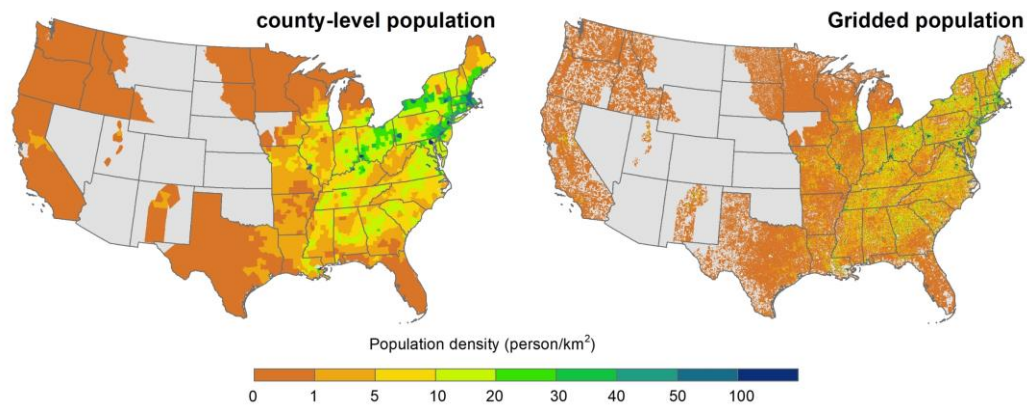 county-level population
Gridded population
Population density (person/km²)
0 1 5 10 20 30 40 50 100